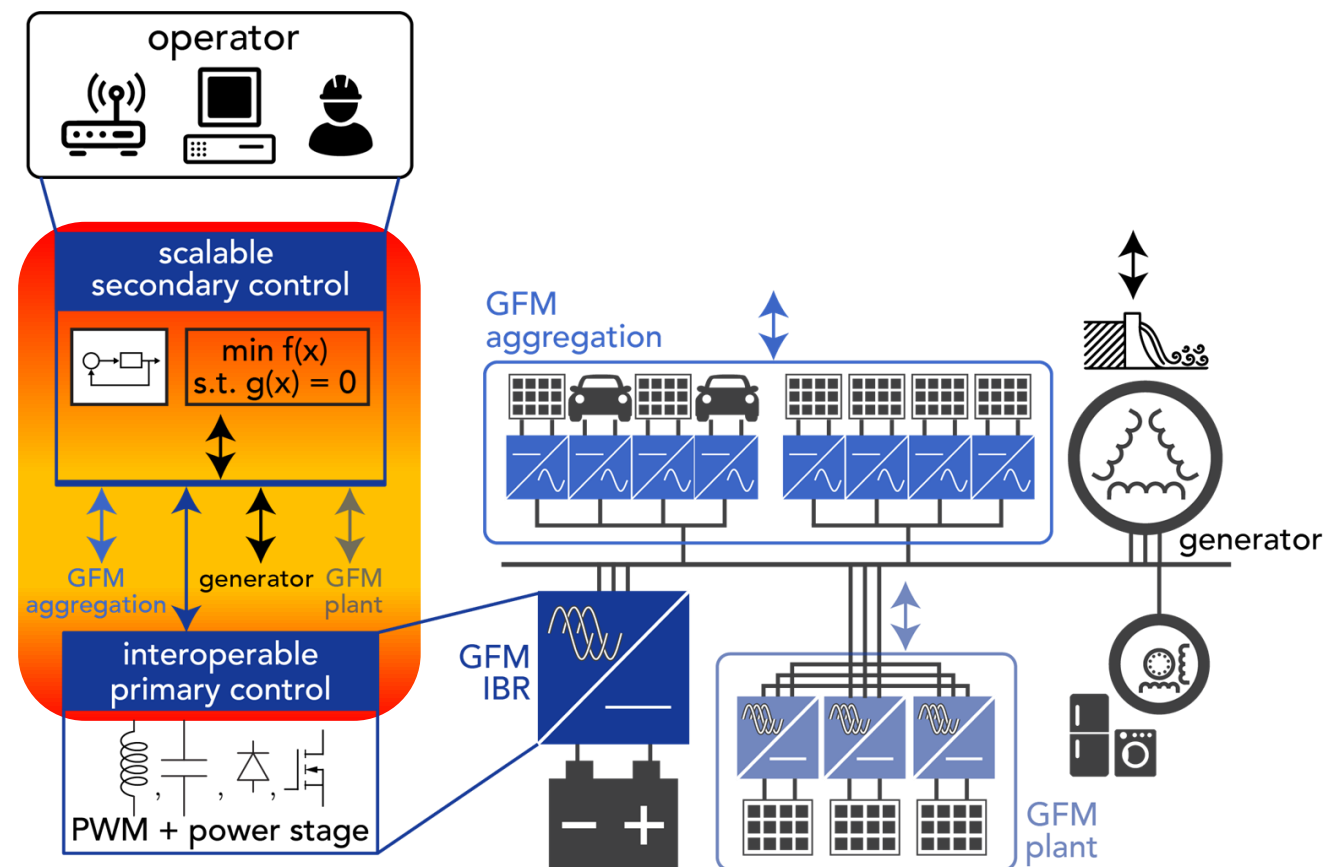 operator
scalable
secondary control
min f(x)
s.t. g(x) = 0
GFM
aggregation
generator
GFM
plant
interoperable
primary control
, , ,
PWM + power stage
GFM
aggregation
generator
GFM
IBR
GFM
plant